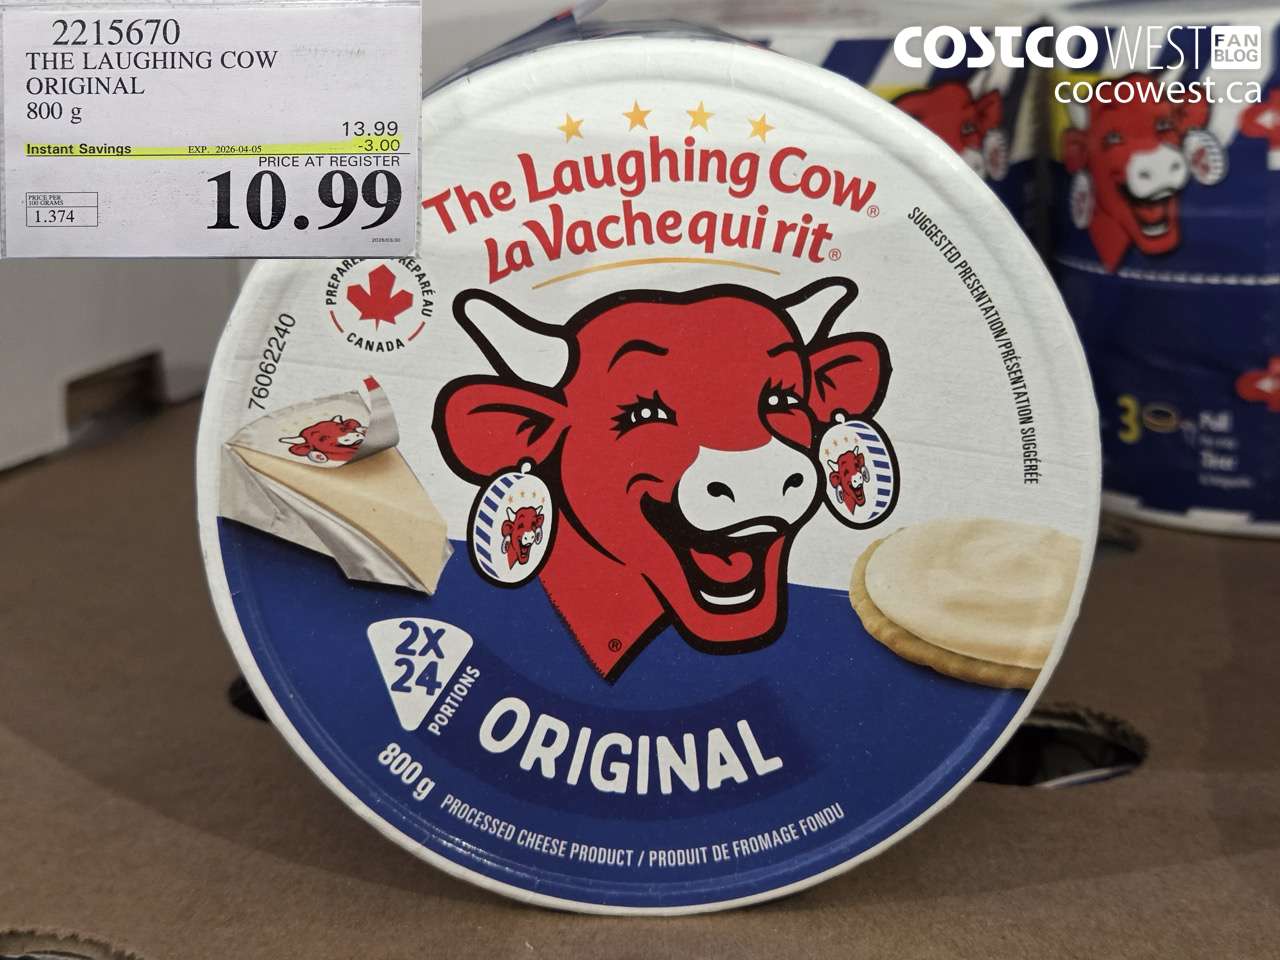 2215670
THE LAUGHING COW
ORIGINAL
800 g
13.99
Instant Savings EXP. 2026-04-05 -3.00
PRICE AT REGISTER
10.99
PRICE PER
100 GRAMS
1.374
COSTCO WEST FAN BLOG
cocowest.ca
The Laughing Cow®
La Vache qui rit®
CANADA
76062240
SUGGESTED PRESENTATION/PRÉSENTATION SUGGÉRÉE
2X
24
PORTIONS
ORIGINAL
800 g
PROCESSED CHEESE PRODUCT / PRODUIT DE FROMAGE FONDU
®
3